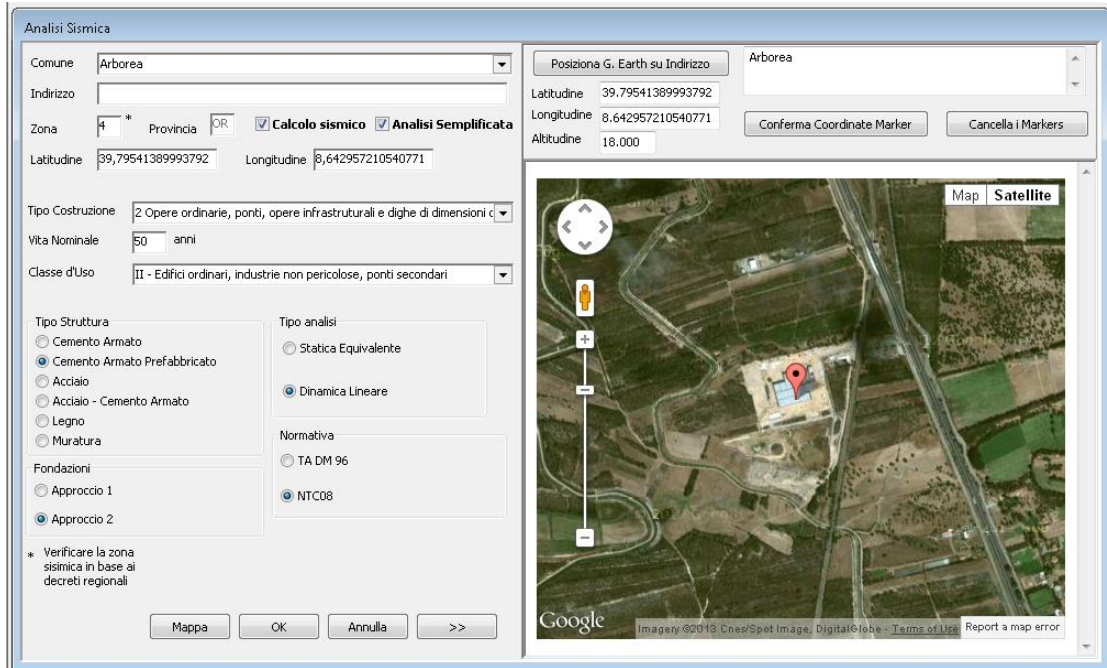 Analisi Sismica
Comune Arborea
Indirizzo
Zona 4 * Provincia OR Calcolo sismico Analisi Semplificata
Latitudine 39,79541389993792 Longitudine 8,642957210540771
Tipo Costruzione 2 Opere ordinarie, ponti, opere infrastruturali e dighe di dimensioni c
Vita Nominale 50 anni
Classe d'Uso II - Edifici ordinari, industrie non pericolose, ponti secondari
Tipo Struttura
Cemento Armato
Cemento Armato Prefabbricato
Acciaio
Acciaio - Cemento Armato
Legno
Muratura
Fondazioni
Approccio 1
Approccio 2
Tipo analisi
Statica Equivalente
Dinamica Lineare
Normativa
TA DM 96
NTC08
* Verificare la zona
sisimica in base ai
decreti regionali
Mappa OK Annulla >>
Posiziona G. Earth su Indirizzo
Arborea
Latitudine 39.79541389993792
Longitudine 8.642957210540771
Altitudine 18.000
Conferma Coordinate Marker Cancella i Markers
Map Satellite
Google
Imagery ©2013 Cnes/Spot Image, DigitalGlobe - Terms of Use Report a map error